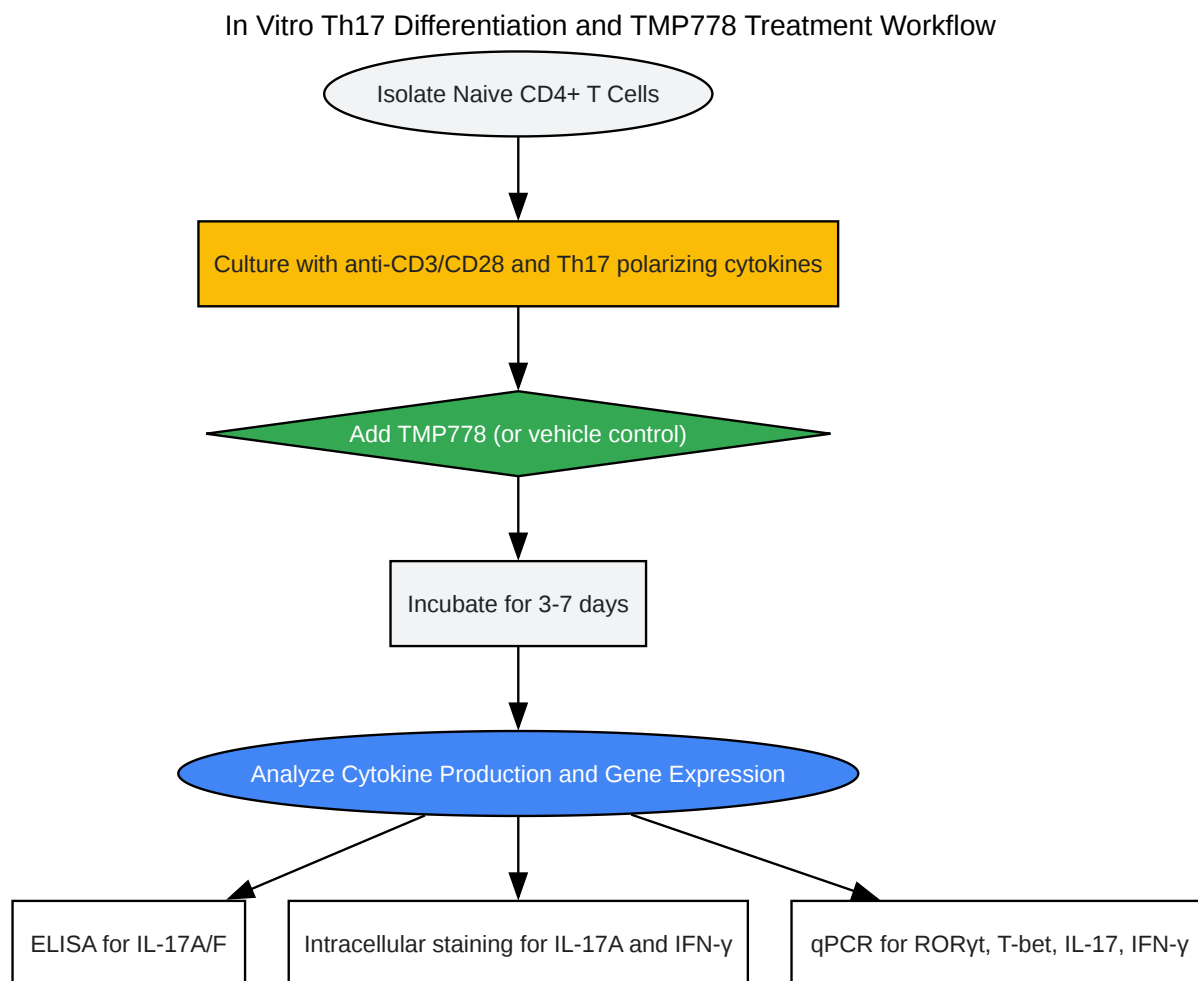 In Vitro Th17 Differentiation and TMP778 Treatment Workflow
Isolate Naive CD4+ T Cells
Culture with anti-CD3/CD28 and Th17 polarizing cytokines
Add TMP778 (or vehicle control)
Incubate for 3-7 days
Analyze Cytokine Production and Gene Expression
ELISA for IL-17A/F
Intracellular staining for IL-17A and IFN-γ
qPCR for RORγt, T-bet, IL-17, IFN-γ